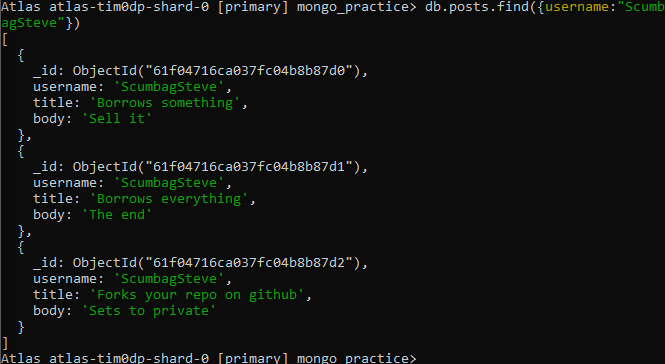 Atlas atlas-tim0dp-shard-0 [primary] mongo_practice> db.posts.find({username:"Scumb
agSteve"})
[
  {
    _id: ObjectId("61f04716ca037fc04b8b87d0"),
    username: 'ScumbagSteve',
    title: 'Borrows something',
    body: 'Sell it'
  },
  {
    _id: ObjectId("61f04716ca037fc04b8b87d1"),
    username: 'ScumbagSteve',
    title: 'Borrows everything',
    body: 'The end'
  },
  {
    _id: ObjectId("61f04716ca037fc04b8b87d2"),
    username: 'ScumbagSteve',
    title: 'Forks your repo on github',
    body: 'Sets to private'
  }
]
Atlas atlas-tim0dp-shard-0 [primary] mongo_practice>